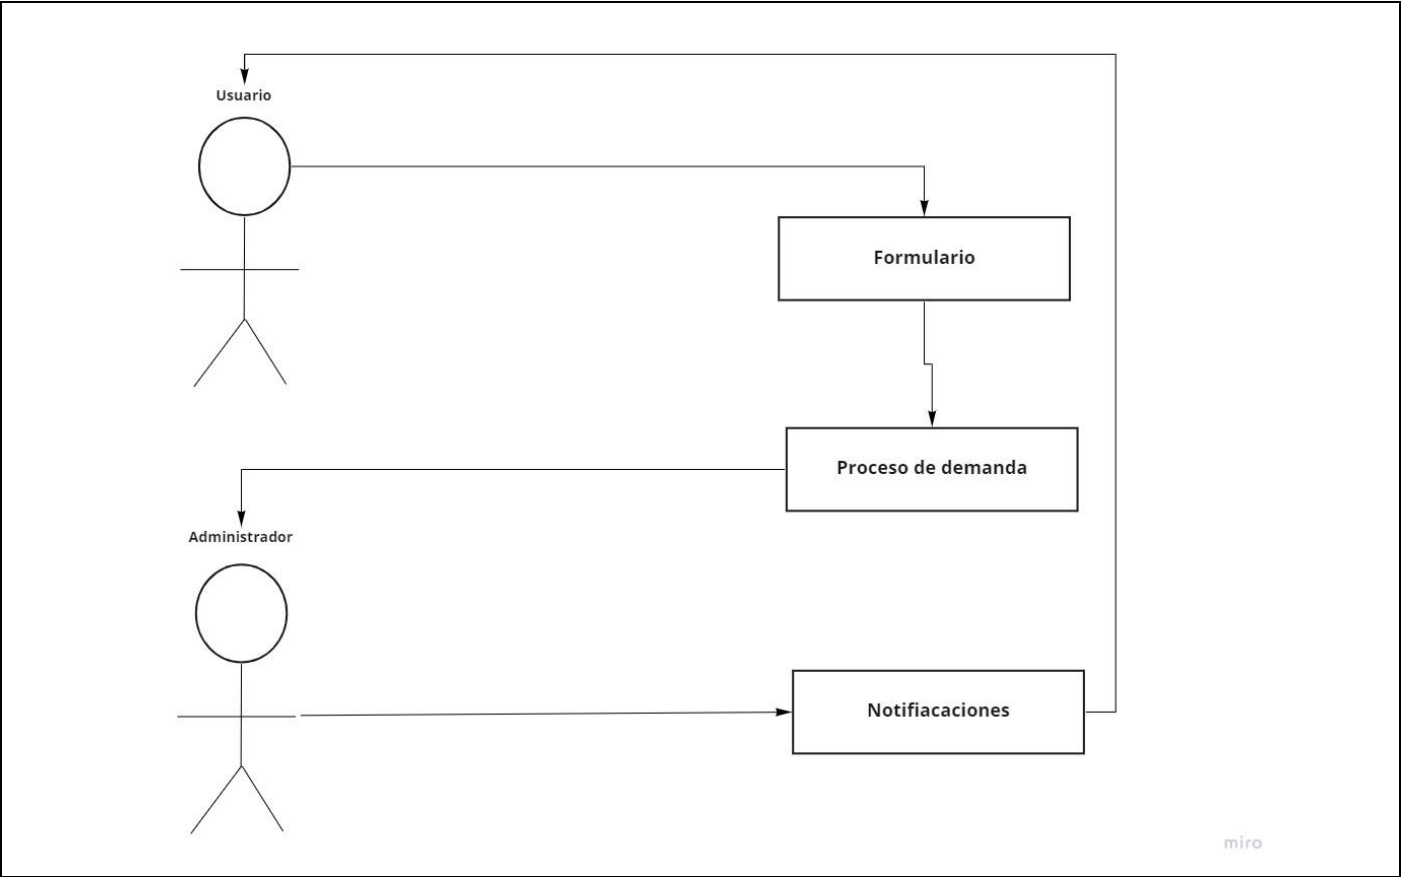 Usuario
Formulario
Proceso de demanda
Administrador
Notifiacaciones
miro